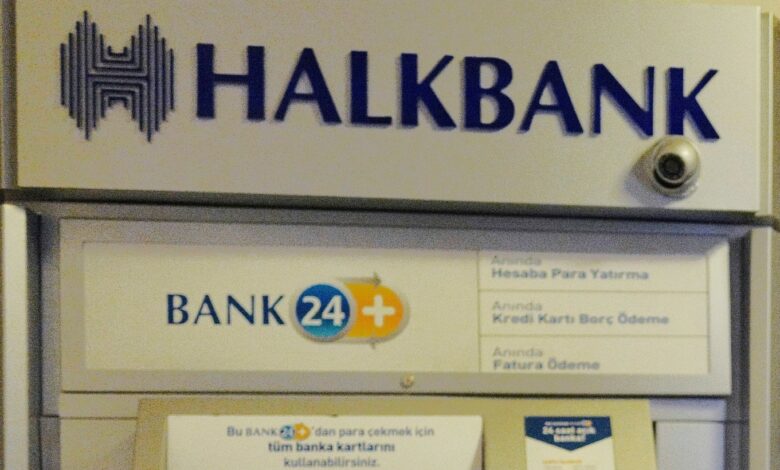 HALKBANK
BANK 24 +
Anında
Hesaba Para Yatırma
Anında
Kredi Kartı Borç Ödeme
Anında
Fatura Ödeme
Bu BANK 24+'dan para çekmek için
tüm banka kartlarını
kullanabilirsiniz.
24 saat açık
banka!